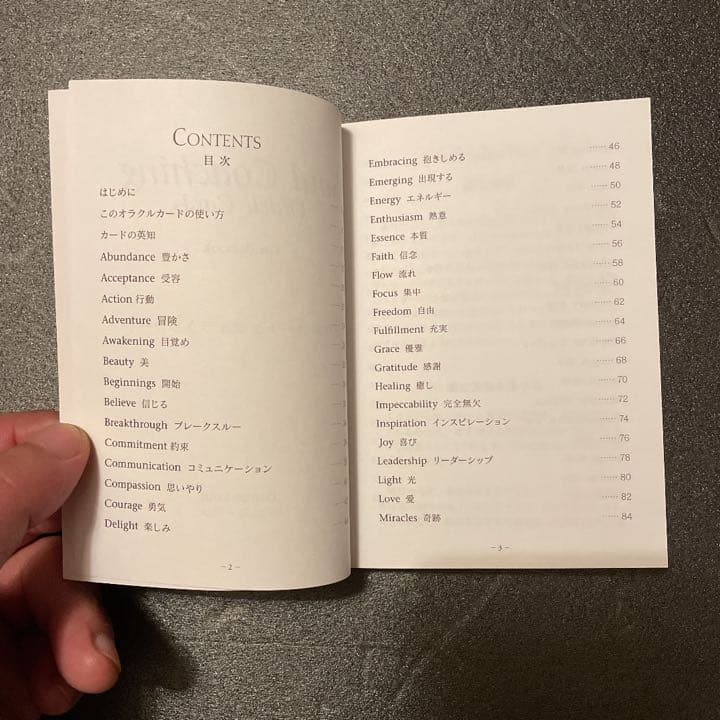 CONTENTS
目次
はじめに
このオラクルカードの使い方
カードの英知
Abundance 豊かさ
Acceptance 受容
Action 行動
Adventure 冒険
Awakening 目覚め
Beauty 美
Beginnings 開始
Believe 信じる
Breakthrough ブレークスルー
Commitment 約束
Communication コミュニケーション
Compassion 思いやり
Courage 勇気
Delight 楽しみ
– 2 –
Embracing 抱きしめる ……46
Emerging 出現する ……48
Energy エネルギー ……50
Enthusiasm 熱意 ……52
Essence 本質 ……54
Faith 信念 ……56
Flow 流れ ……58
Focus 集中 ……60
Freedom 自由 ……62
Fulfillment 充実 ……64
Grace 優雅 ……66
Gratitude 感謝 ……68
Healing 癒し ……70
Impeccability 完全無欠 ……72
Inspiration インスピレーション ……74
Joy 喜び ……76
Leadership リーダーシップ ……78
Light 光 ……80
Love 愛 ……82
Miracles 奇跡 ……84
– 3 –